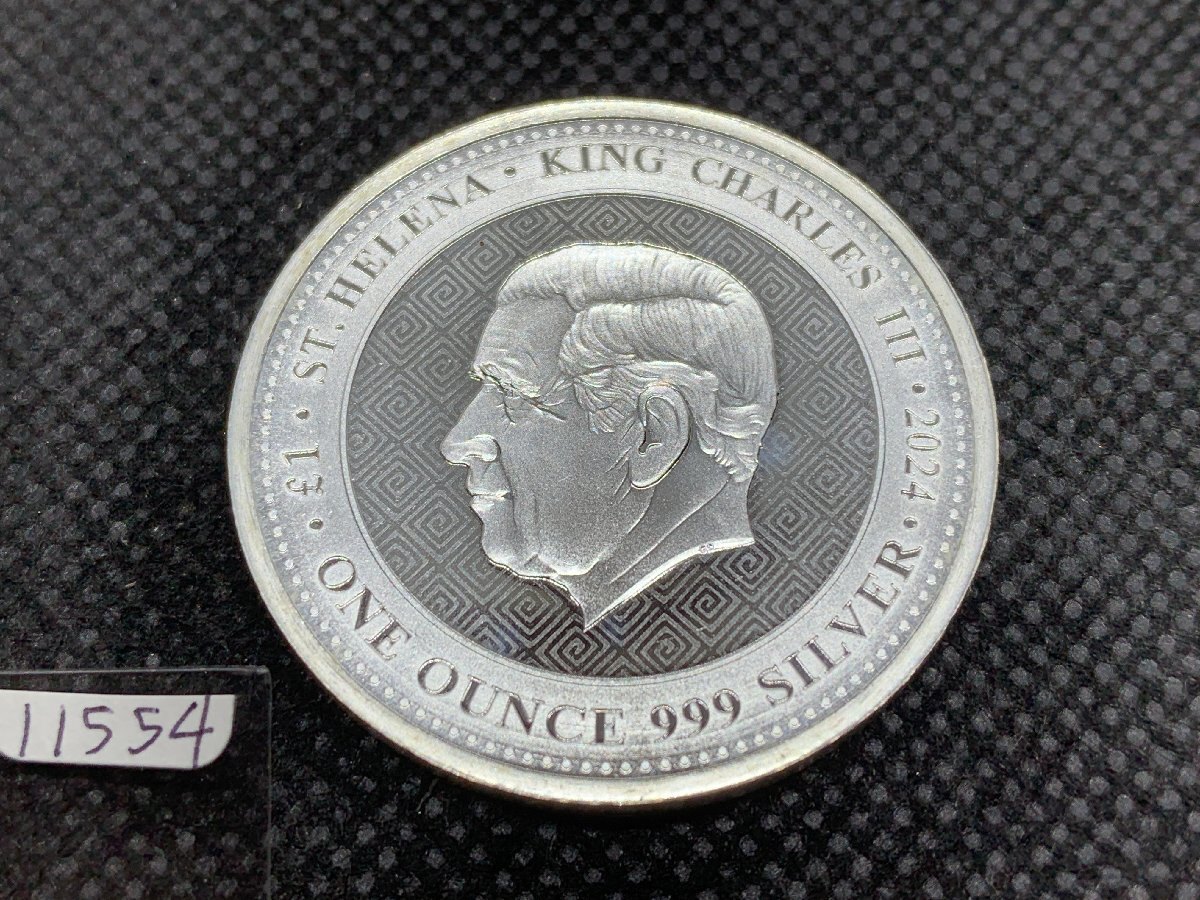 £1 · ST. HELENA · KING CHARLES III · 2024 ·
ONE OUNCE 999 SILVER ·
11554